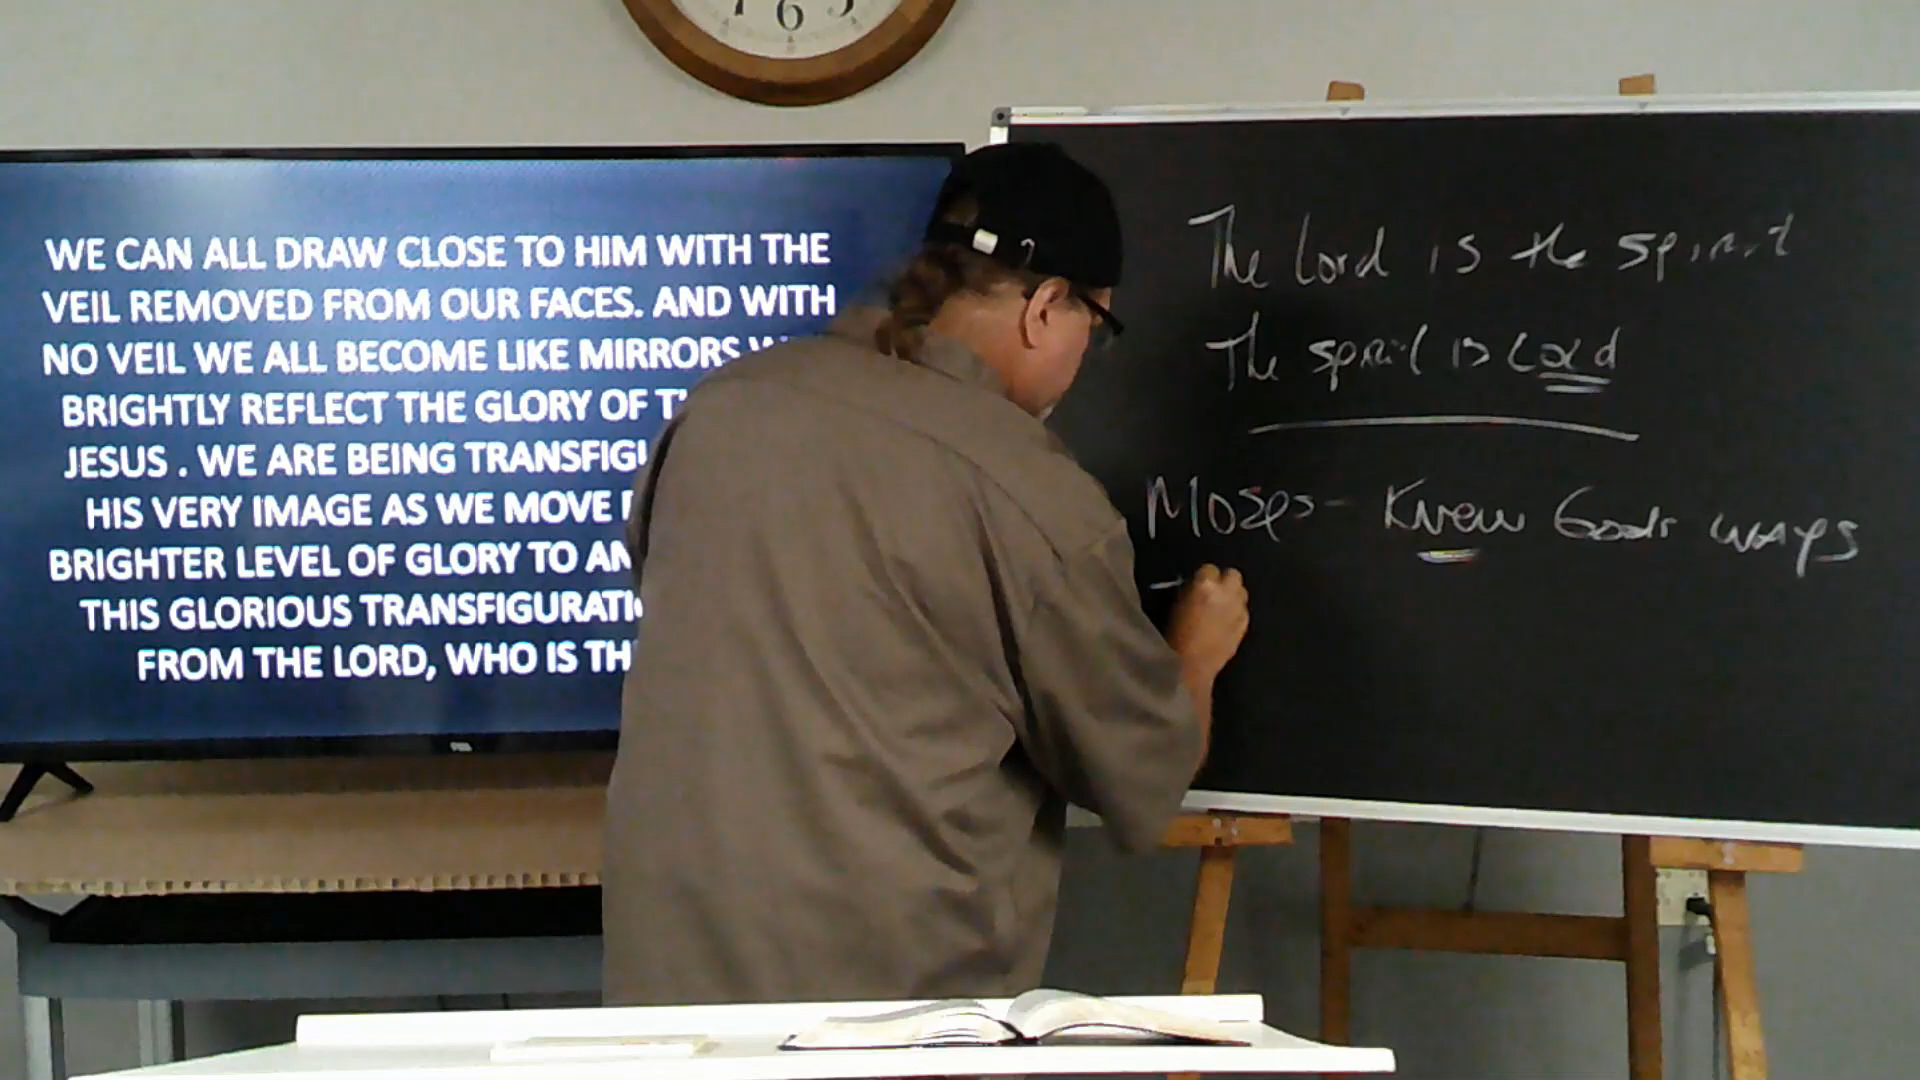 7 6 5
WE CAN ALL DRAW CLOSE TO HIM WITH THE
VEIL REMOVED FROM OUR FACES. AND WITH
NO VEIL WE ALL BECOME LIKE MIRRORS
BRIGHTLY REFLECT THE GLORY OF
JESUS . WE ARE BEING
HIS VERY IMAGE AS WE MOVE
BRIGHTER LEVEL OF GLORY TO
THIS GLORIOUS
FROM THE LORD, WHO IS
The Lord is the spirit
The spirit is Lord
Moses - Knew Gods ways